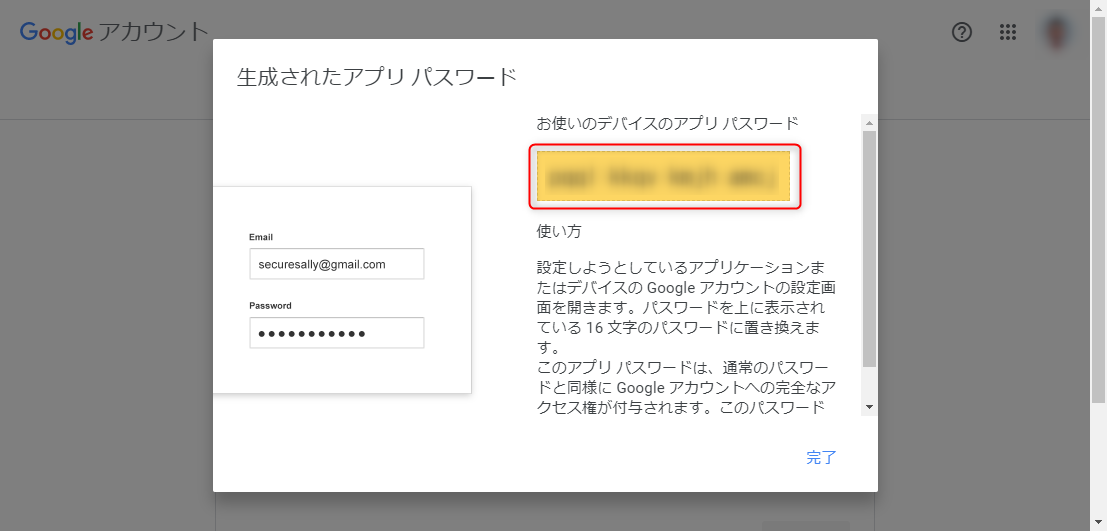 Google アカウント
生成されたアプリ パスワード
お使いのデバイスのアプリ パスワード
Email
securesally@gmail.com
Password
使い方
設定しようとしているアプリケーションま
たはデバイスの Google アカウントの設定画
面を開きます。パスワードを上に表示され
ている 16 文字のパスワードに置き換えま
す。
このアプリ パスワードは、通常のパスワー
ドと同様に Google アカウントへの完全なア
クセス権が付与されます。このパスワード
完了